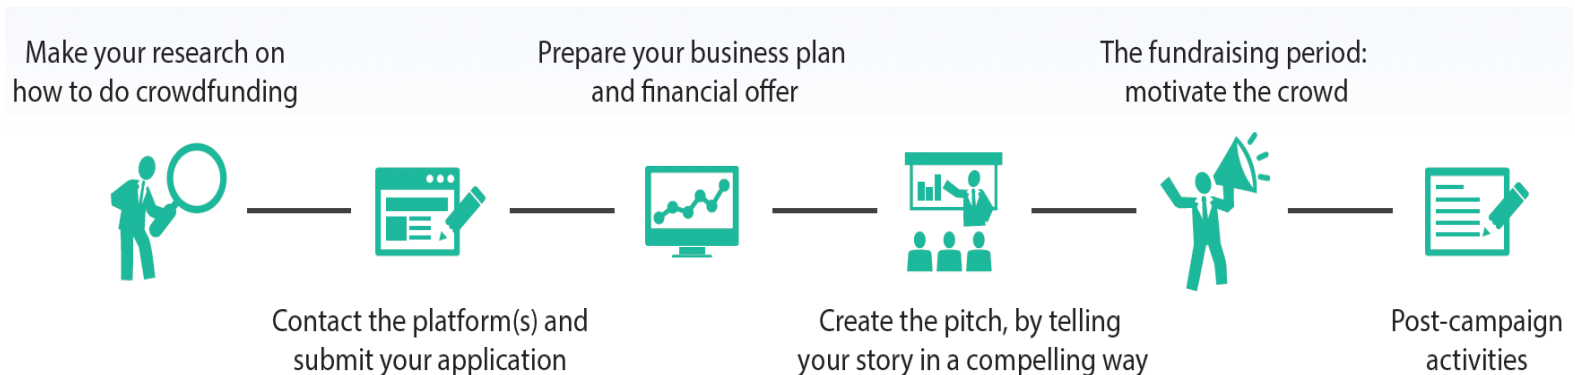 Make your research on
how to do crowdfunding
Contact the platform(s) and
submit your application
Prepare your business plan
and financial offer
Create the pitch, by telling
your story in a compelling way
The fundraising period:
motivate the crowd
Post-campaign
activities